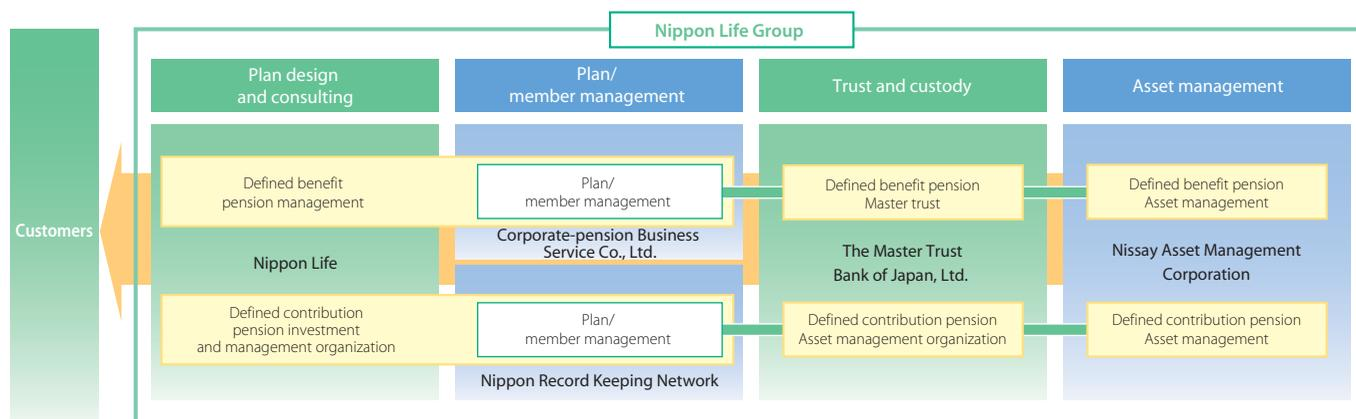 Nippon Life Group
Customers
Plan design
and consulting
Plan/
member management
Trust and custody
Asset management
Defined benefit
pension management
Plan/
member management
Defined benefit pension
Master trust
Defined benefit pension
Asset management
Nippon Life
Corporate-pension Business
Service Co., Ltd.
The Master Trust
Bank of Japan, Ltd.
Nissay Asset Management
Corporation
Defined contribution
pension investment
and management organization
Plan/
member management
Defined contribution pension
Asset management organization
Defined contribution pension
Asset management
Nippon Record Keeping Network